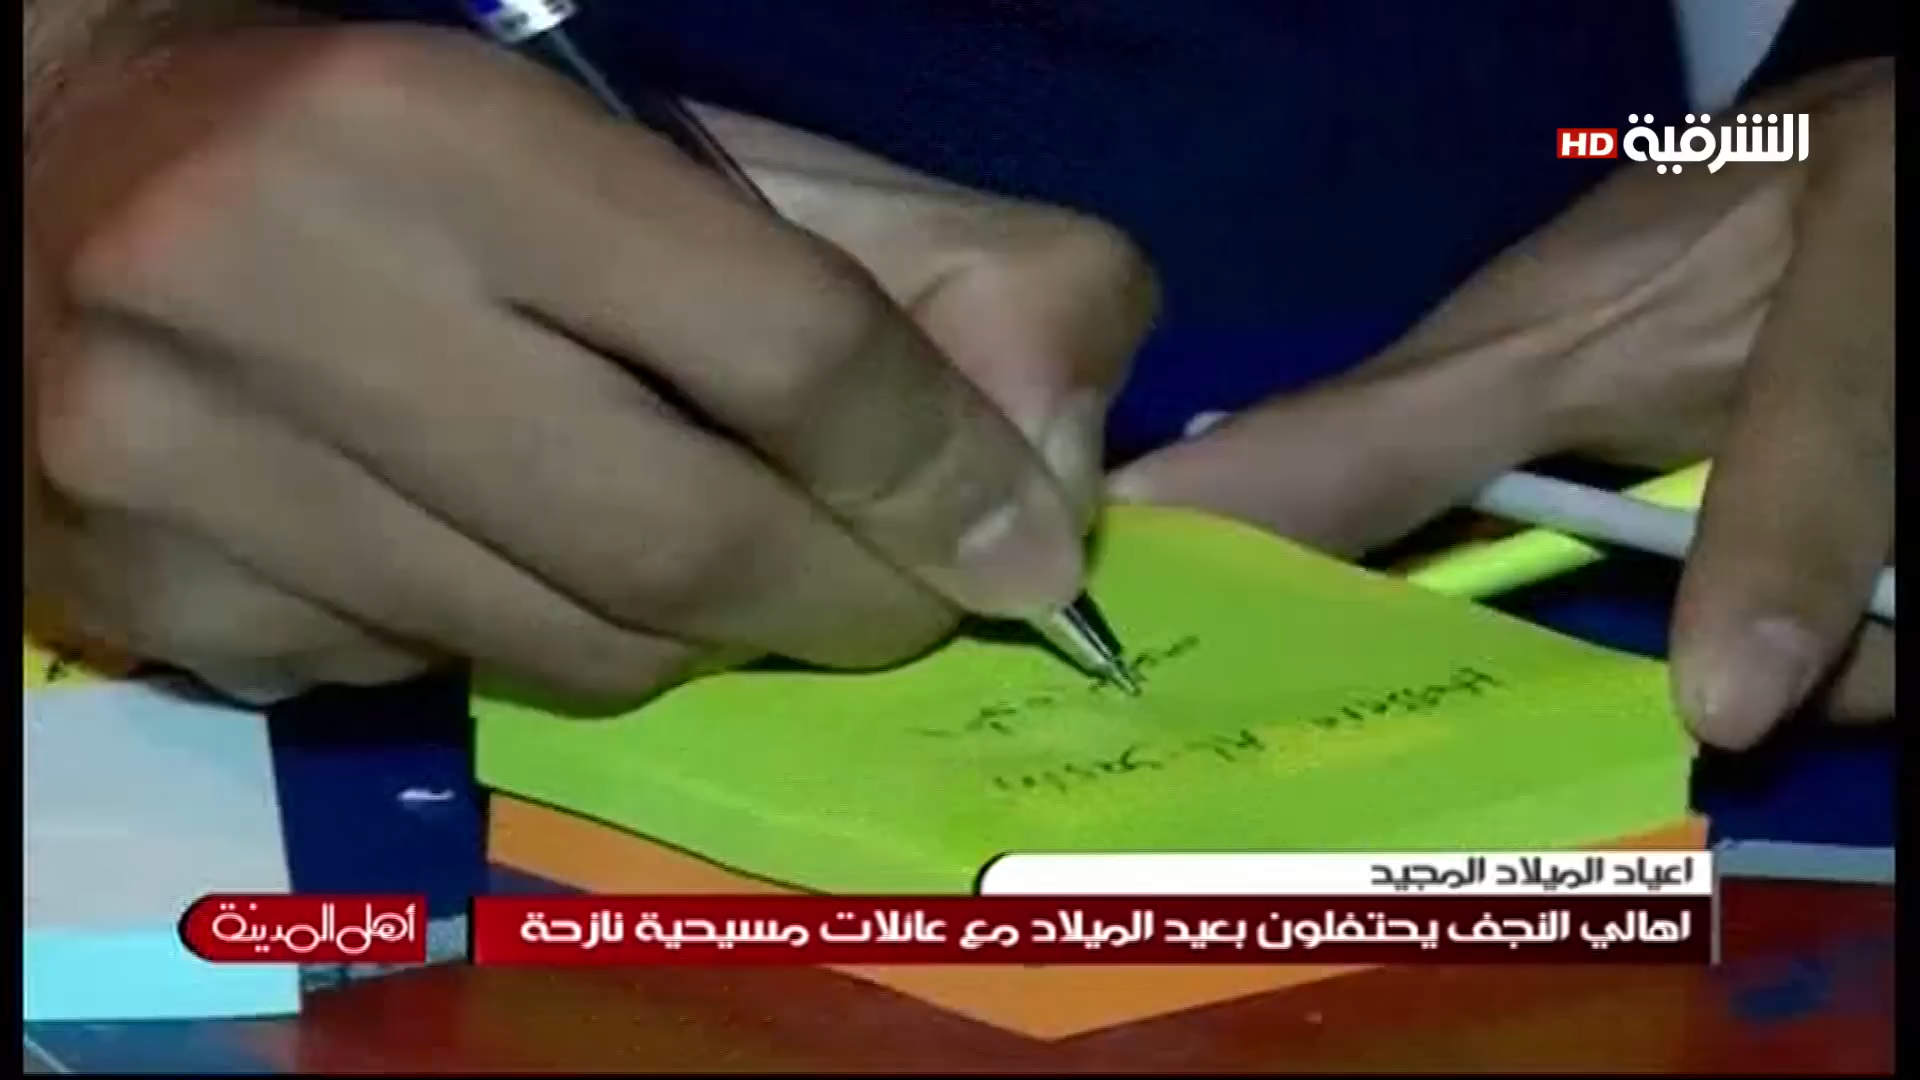 الشرقية HD
اعياد الميلاد المجيد
اهالي النجف يحتفلون بعيد الميلاد مع عائلات مسيحية نازحة
أهل المدينة